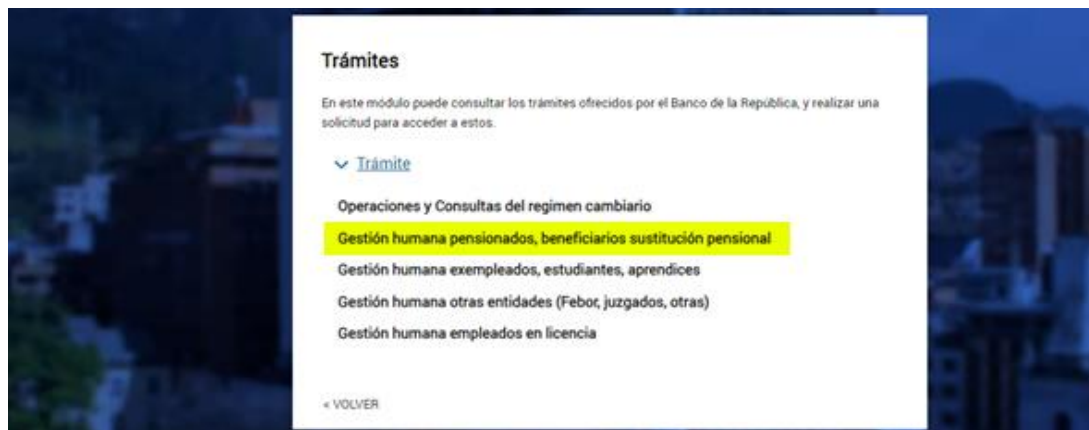 Trámites
En este módulo puede consultar los trámites ofrecidos por el Banco de la República, y realizar una
solicitud para acceder a estos.
Trámite
Operaciones y Consultas del regimen cambiario
Gestión humana pensionados, beneficiarios sustitución pensional
Gestión humana exempleados, estudiantes, aprendices
Gestión humana otras entidades (Febor, juzgados, otras)
Gestión humana empleados en licencia
< VOLVER